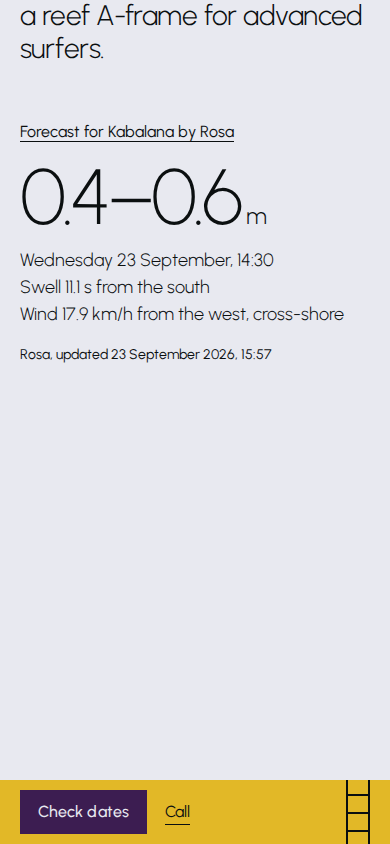 a reef A-frame for advanced
surfers.
Forecast for Kabalana by Rosa
0.4–0.6 m
Wednesday 23 September, 14:30
Swell 11.1 s from the south
Wind 17.9 km/h from the west, cross-shore
Rosa, updated 23 September 2026, 15:57
Check dates
Call